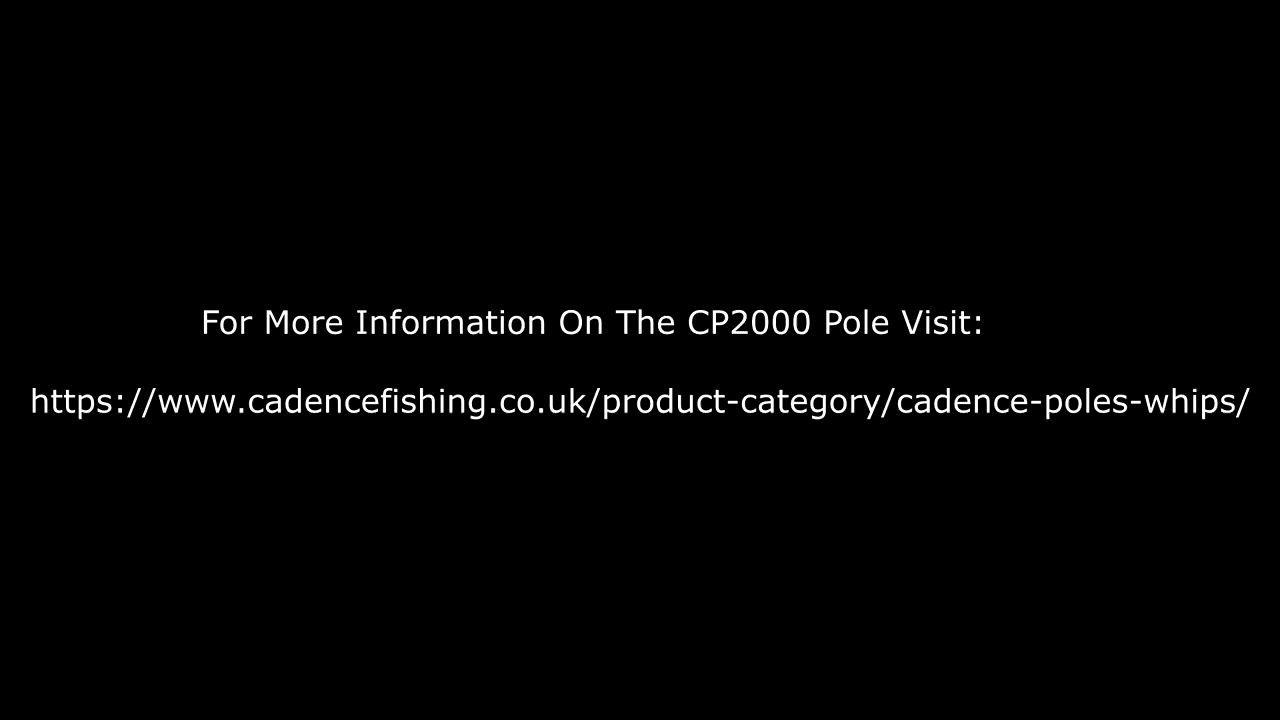 For More Information On The CP2000 Pole Visit:
https://www.cadencefishing.co.uk/product-category/cadence-poles-whips/